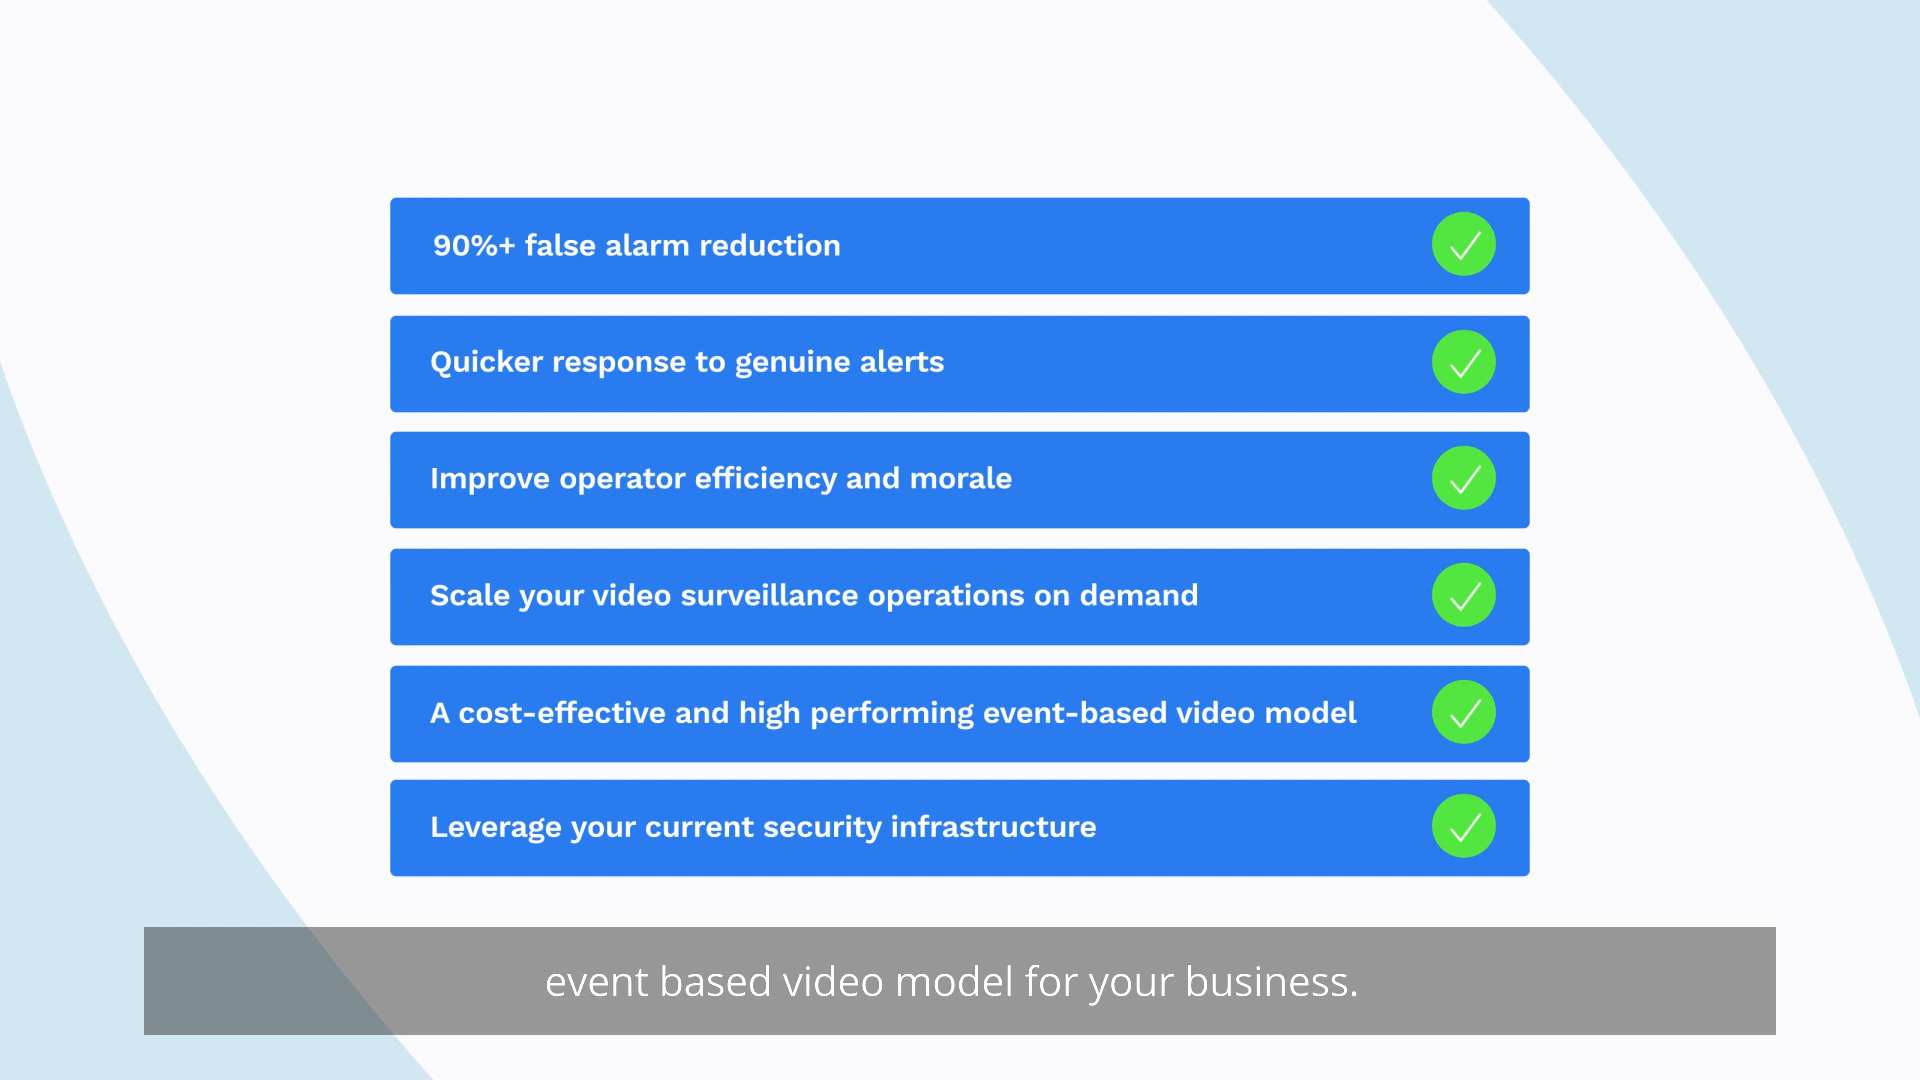 90%+ false alarm reduction
Quicker response to genuine alerts
Improve operator efficiency and morale
Scale your video surveillance operations on demand
A cost-effective and high performing event-based video model
Leverage your current security infrastructure
event based video model for your business.